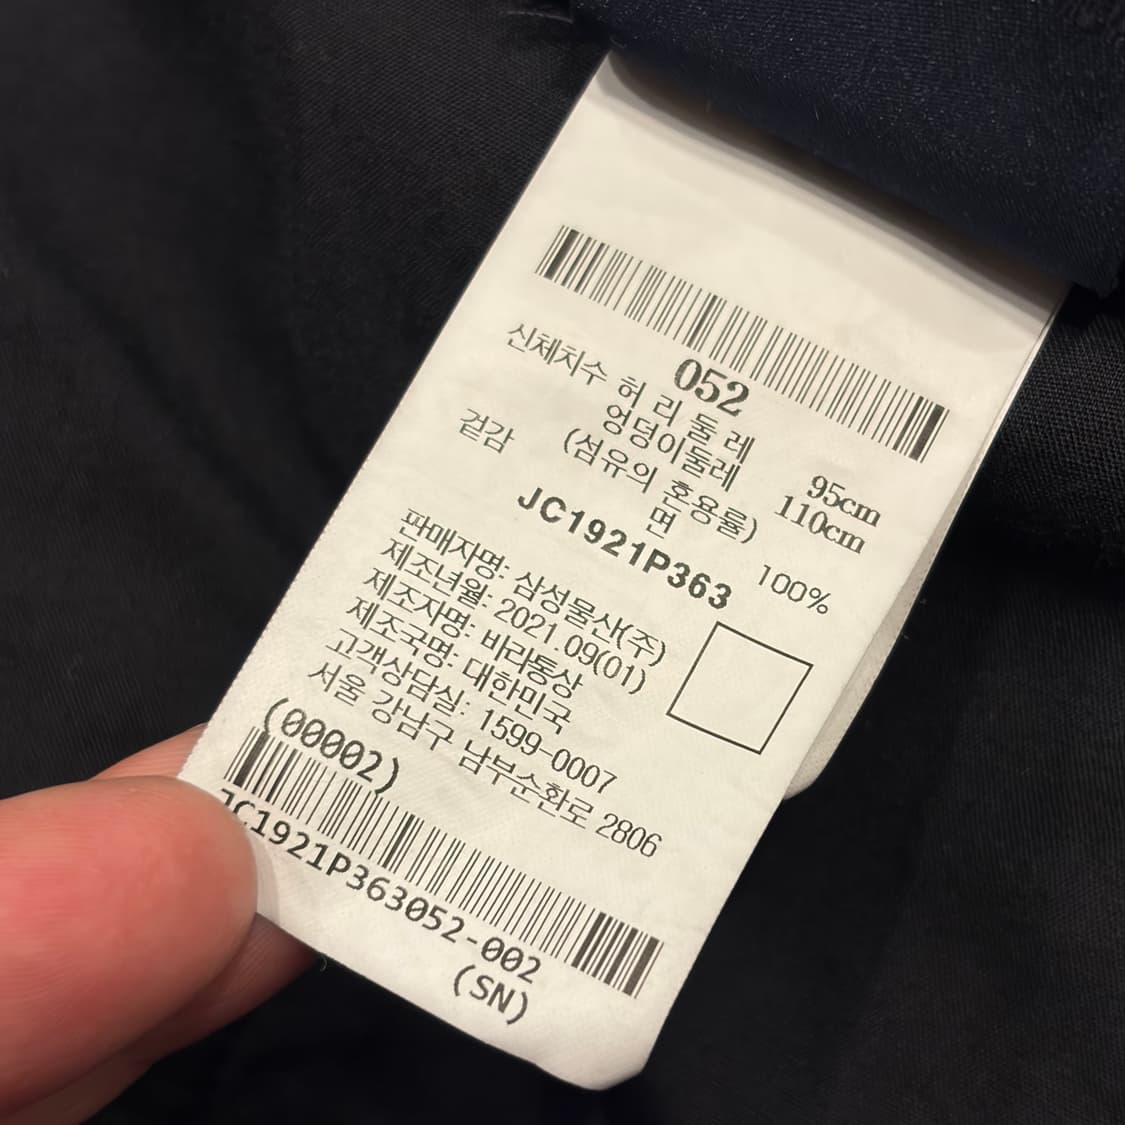 052
신체치수 허 리 둘 레 95cm
엉덩이둘레 110cm
겉감 (섬유의 혼용률)
면 100%
JC1921P363
판매자명: 삼성물산(주)
제조년월: 2021.09(01)
제조자명: 바라통상
제조국명: 대한민국
고객상담실: 1599-0007
서울 강남구 남부순환로 2806
(00002)
JC1921P363052-002
(SN)